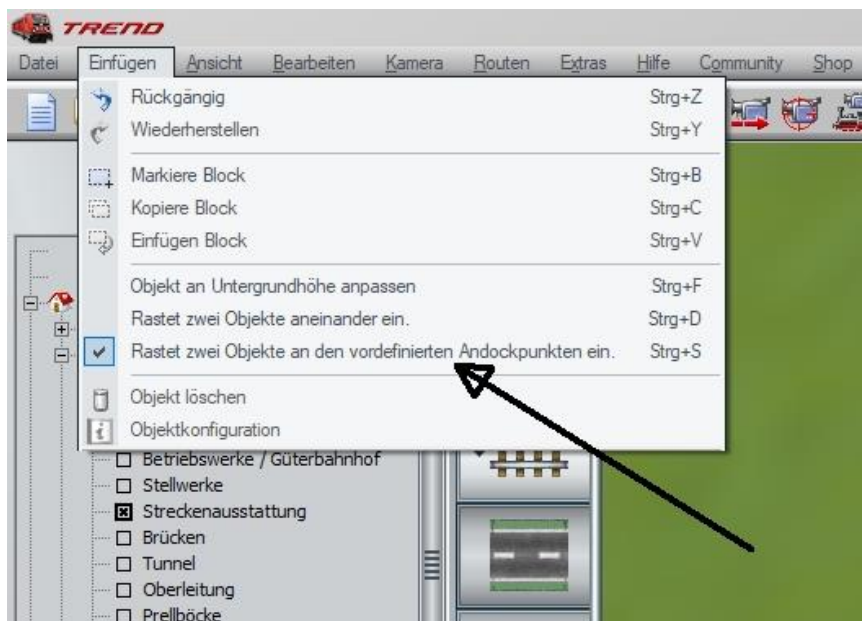 TREND
Datei Einfügen Ansicht Bearbeiten Kamera Routen Extras Hilfe Community Shop
Rückgängig Strg+Z
Wiederherstellen Strg+Y
Markiere Block Strg+B
Kopiere Block Strg+C
Einfügen Block Strg+V
Objekt an Untergrundhöhe anpassen Strg+F
Rastet zwei Objekte aneinander ein. Strg+D
Rastet zwei Objekte an den vordefinierten Andockpunkten ein. Strg+S
Objekt löschen
Objektkonfiguration
Betriebswerke / Güterbahnhof
Stellwerke
Streckenausstattung
Brücken
Tunnel
Oberleitung
Prellböcke